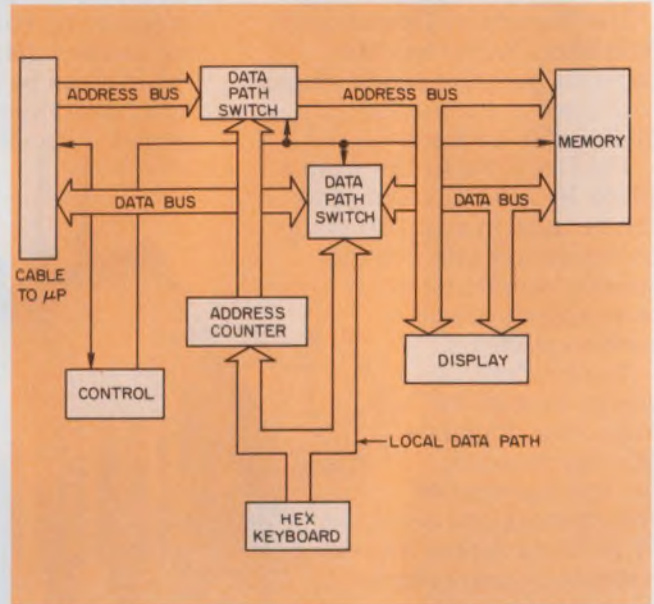 DATA
PATH
SWITCH
ADDRESS BUS
ADDRESS BUS
MEMORY
DATA
PATH
SWITCH
DATA BUS
DATA BUS
CABLE
TO μP
ADDRESS
COUNTER
DISPLAY
CONTROL
LOCAL DATA PATH
HEX
KEYBOARD